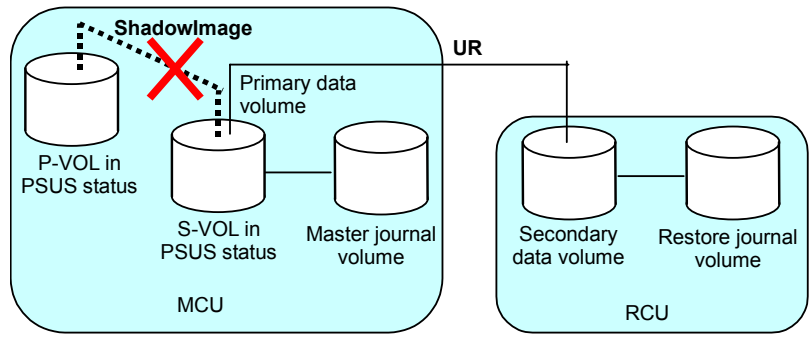 ShadowImage
UR
Primary data
volume
P-VOL in
PSUS status
S-VOL in
PSUS status
Master journal
volume
MCU
Secondary
data volume
Restore journal
volume
RCU